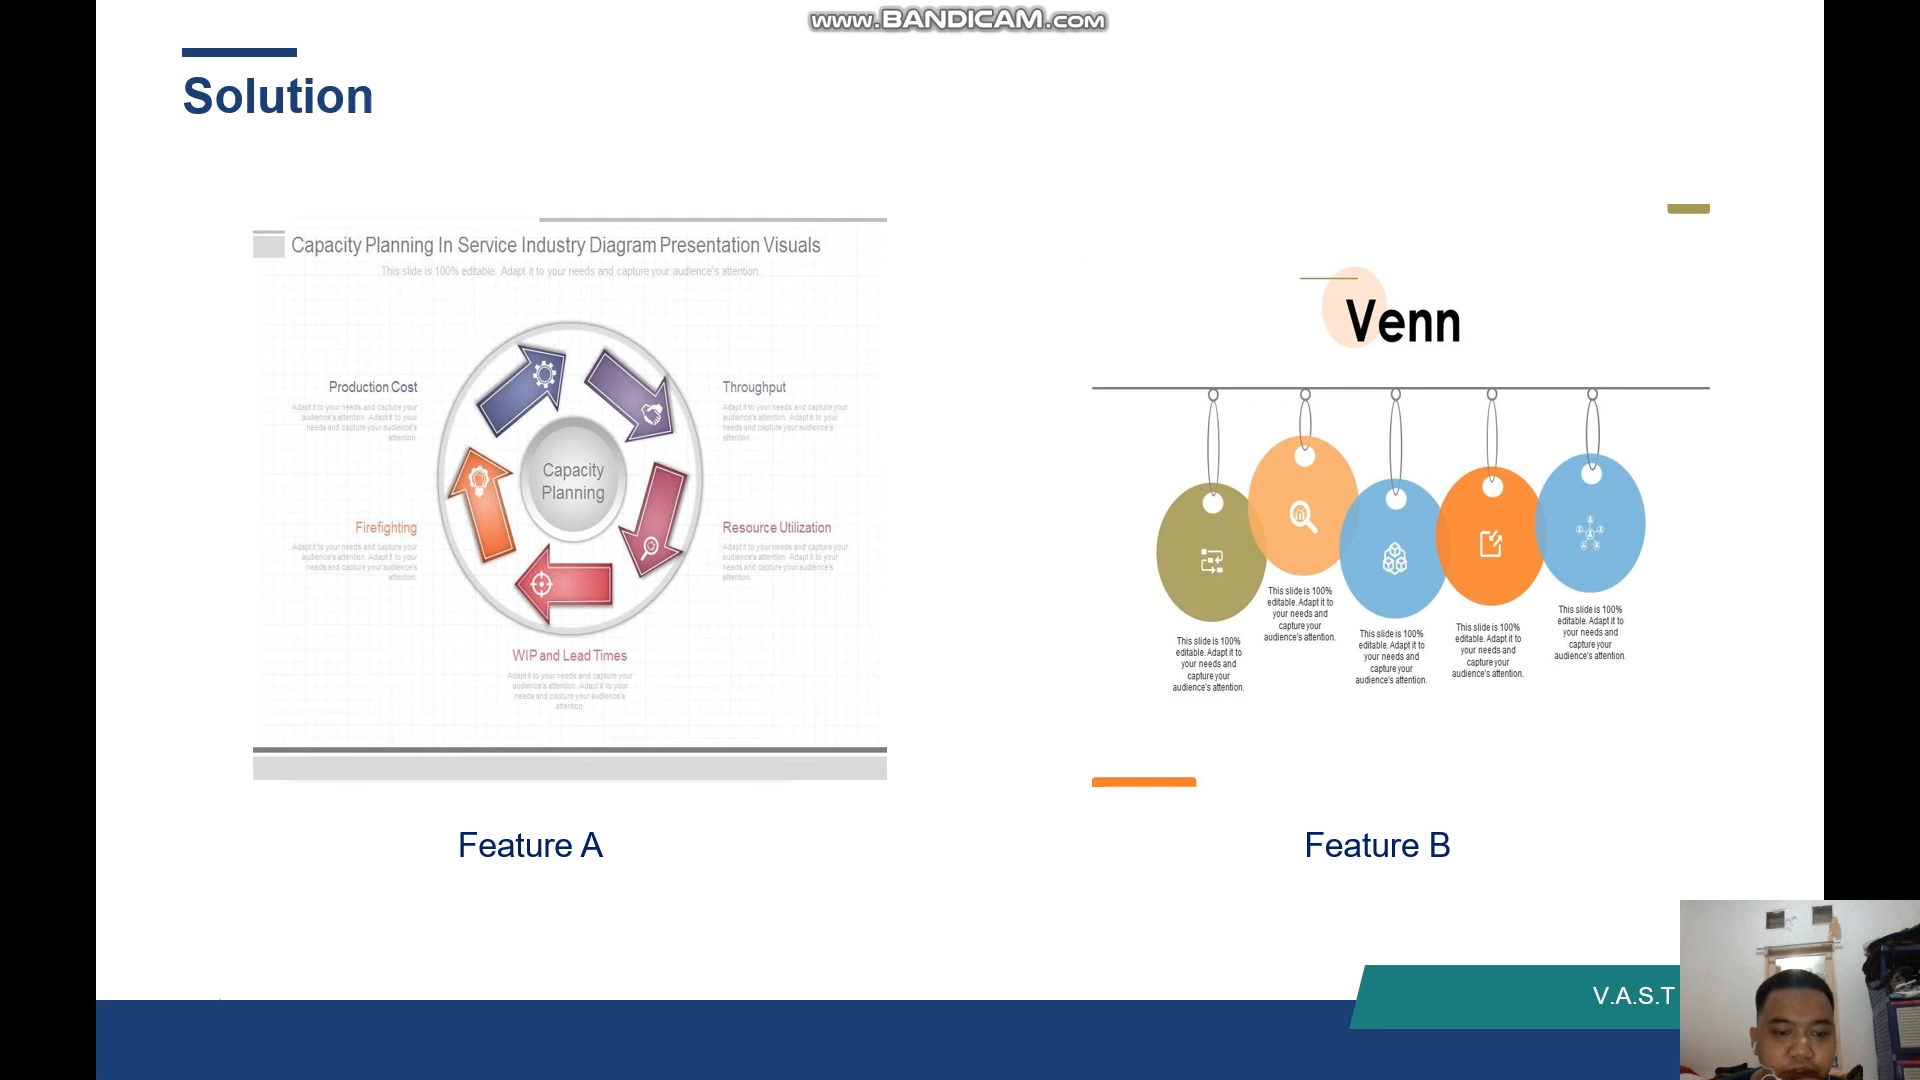 www.BANDICAM.com
Solution
Capacity Planning In Service Industry Diagram Presentation Visuals
This slide is 100% editable. Adapt it to your needs and capture your audience's attention.
Production Cost
Adapt it to your needs and capture your
audience's attention. Adapt it to your
needs and capture your audience's
attention.
Throughput
Adapt it to your needs and capture your
audience's attention. Adapt it to your
needs and capture your audience's
attention.
Capacity
Planning
Firefighting
Adapt it to your needs and capture your
audience's attention. Adapt it to your
needs and capture your audience's
attention.
Resource Utilization
Adapt it to your needs and capture your
audience's attention. Adapt it to your
needs and capture your audience's
attention.
WIP and Lead Times
Adapt it to your needs and capture your
audience's attention. Adapt it to your
needs and capture your audience's
attention.
Feature A
Venn
This slide is 100%
editable. Adapt it to
your needs and
capture your
audience's attention.
This slide is 100%
editable. Adapt it to
your needs and
capture your
audience's attention.
This slide is 100%
editable. Adapt it to
your needs and
capture your
audience's attention.
This slide is 100%
editable. Adapt it to
your needs and
capture your
audience's attention.
This slide is 100%
editable. Adapt it to
your needs and
capture your
audience's attention.
Feature B
V.A.S.T